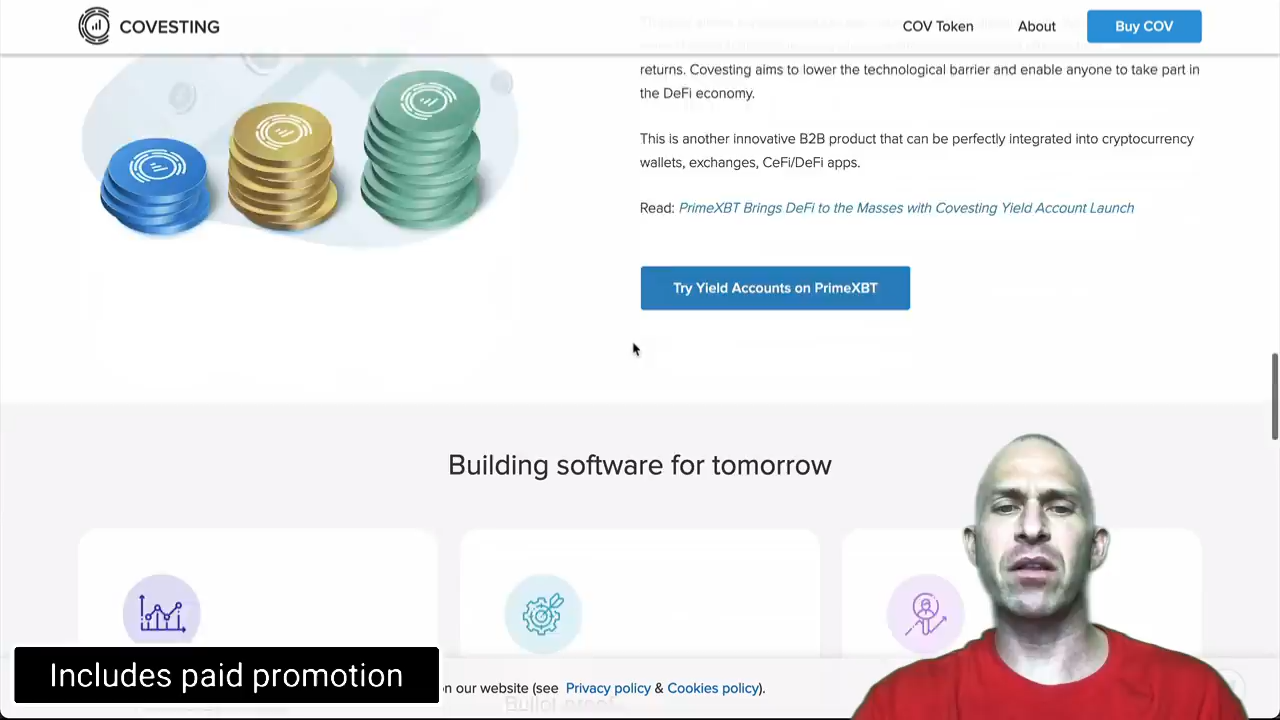 COVESTING
COV Token
About
Buy COV
returns. Covesting aims to lower the technological barrier and enable anyone to take part in
the DeFi economy.
This is another innovative B2B product that can be perfectly integrated into cryptocurrency
wallets, exchanges, CeFi/DeFi apps.
Read: PrimeXBT Brings DeFi to the Masses with Covesting Yield Account Launch
Try Yield Accounts on PrimeXBT
Building software for tomorrow
Includes paid promotion
on our website (see Privacy policy & Cookies policy).